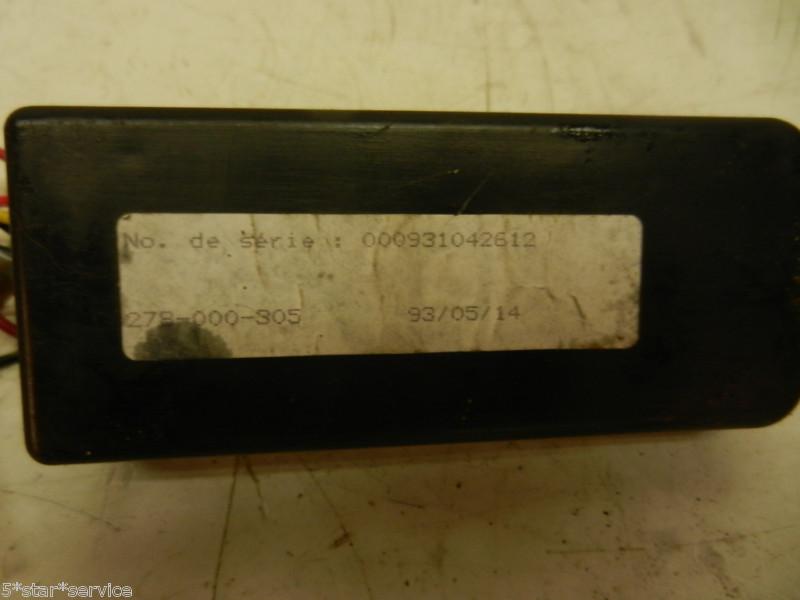 No. de série : 000931042612
278-000-305 93/05/14
5*star*service